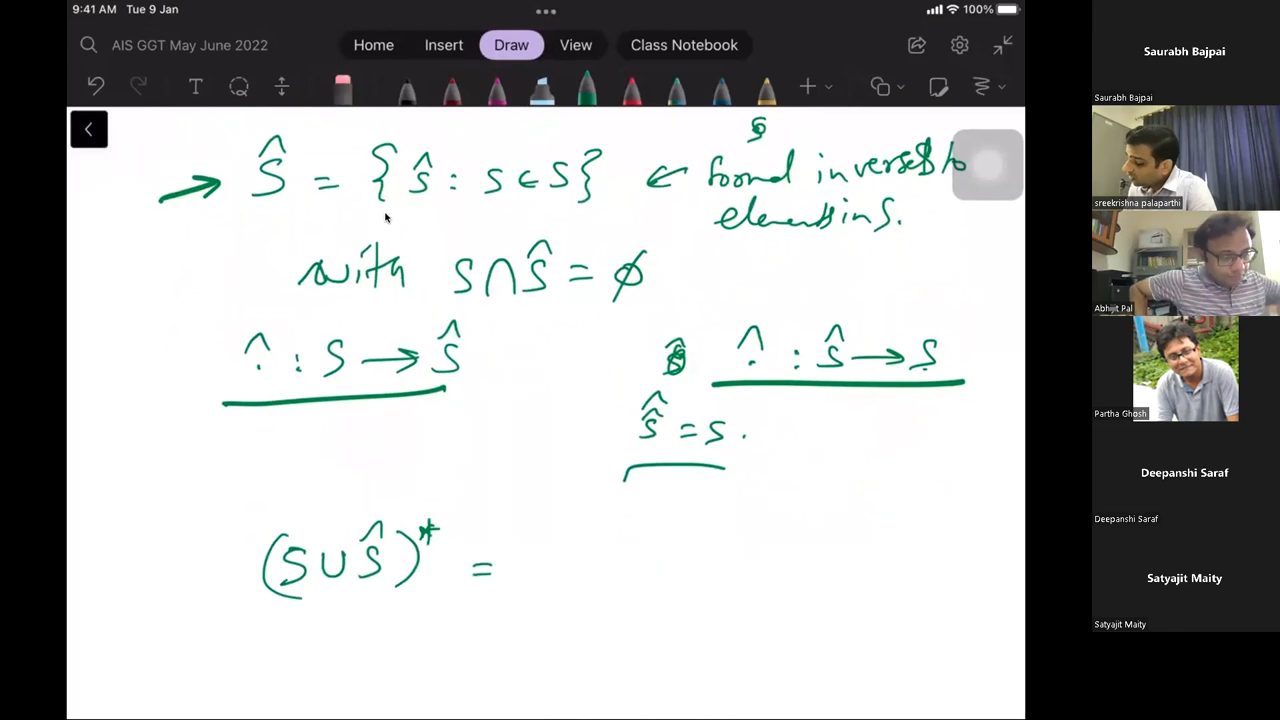 9:41 AM Tue 9 Jan
100%
AIS GGT May June 2022
Home Insert Draw View Class Notebook
Ŝ = { ŝ : s ∈ S } ← formal inverses to
elements in S.
with S ∩ Ŝ = ∅
^. : S → Ŝ
^. : Ŝ → S
ŝ̂ = s .
(S ∪ Ŝ)* =
Saurabh Bajpai
Saurabh Bajpai
sreekrishna palaparthi
Abhijit Pal
Partha Ghosh
Deepanshi Saraf
Deepanshi Saraf
Satyajit Maity
Satyajit Maity